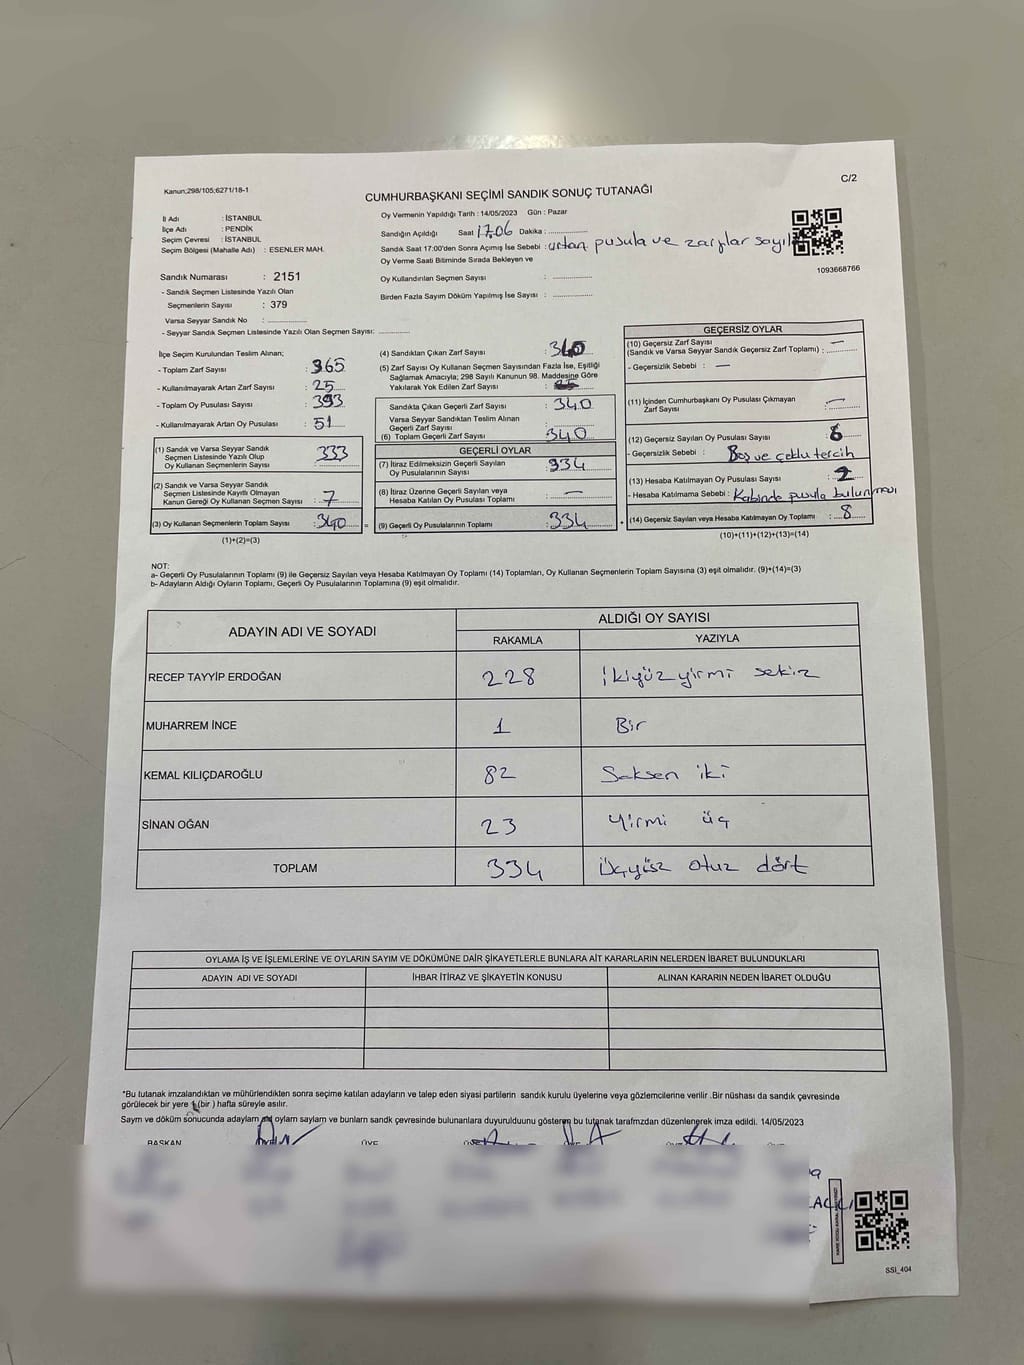 Kanun;298/105;6271/18-1
C/2
CUMHURBAŞKANI SEÇİMİ SANDIK SONUÇ TUTANAĞI
İl Adı : İSTANBUL
İlçe Adı : PENDİK
Seçim Çevresi : İSTANBUL
Seçim Bölgesi (Mahalle Adı) : ESENLER MAH.
Oy Vermenin Yapıldığı Tarih : 14/05/2023 Gün : Pazar
Sandığın Açıldığı Saat 17.06 Dakika :
Sandık Saat 17:00'den Sonra Açımış İse Sebebi : artan pusula ve zarflar
Oy Verme Saati Bitiminde Sırada Bekleyen ve
Oy Kullandırılan Seçmen Sayısı :
Birden Fazla Sayım Döküm Yapılmış İse Sayısı :
1093668766
Sandık Numarası : 2151
- Sandık Seçmen Listesinde Yazılı Olan
Seçmenlerin Sayısı : 379
Varsa Seyyar Sandık No :
- Seyyar Sandık Seçmen Listesinde Yazılı Olan Seçmen Sayısı:
İlçe Seçim Kurulundan Teslim Alınan;
- Toplam Zarf Sayısı : 365
- Kullanılmayarak Artan Zarf Sayısı : 25
- Toplam Oy Pusulası Sayısı : 393
- Kullanılmayarak Artan Oy Pusulası Sayısı : 51
(1) Sandık ve Varsa Seyyar Sandık
Seçmen Listesinde Yazılı Olup
Oy Kullanan Seçmenlerin Sayısı : 333
(2) Sandık ve Varsa Seyyar Sandık
Seçmen Listesinde Kayıtlı Olmayan
Kanun Gereği Oy Kullanan Seçmen Sayısı : 7
(3) Oy Kullanan Seçmenlerin Toplam Sayısı : 340 =
(1)+(2)=(3)
(4) Sandıktan Çıkan Zarf Sayısı : 340
(5) Zarf Sayısı Oy Kullanan Seçmen Sayısından Fazla İse, Eşitliği
Sağlamak Amacıyla; 298 Sayılı Kanunun 98. Maddesine Göre
Yakılarak Yok Edilen Zarf Sayısı :
Sandıkta Çıkan Geçerli Zarf Sayısı : 340
Varsa Seyyar Sandıktan Teslim Alınan
Geçerli Zarf Sayısı :
(6) Toplam Geçerli Zarf Sayısı 340
GEÇERLİ OYLAR
(7) İtiraz Edilmeksizin Geçerli Sayılan
Oy Pusulalarının Sayısı : 334
(8) İtiraz Üzerine Geçerli Sayılan veya
Hesaba Katılan Oy Pusulası Toplamı : —
(9) Geçerli Oy Pusulalarının Toplamı : 334 +
GEÇERSİZ OYLAR
(10) Geçersiz Zarf Sayısı —
(Sandık ve Varsa Seyyar Sandık Geçersiz Zarf Toplamı) :
- Geçersizlik Sebebi : —
(11) İçinden Cumhurbaşkanı Oy Pusulası Çıkmayan
Zarf Sayısı : —
(12) Geçersiz Sayılan Oy Pusulası Sayısı : 6
- Geçersizlik Sebebi : Boş ve çoklu tercih
(13) Hesaba Katılmayan Oy Pusulası Sayısı : 2
- Hesaba Katılmama Sebebi : Kabinde pusula bulunması
(14) Geçersiz Sayılan veya Hesaba Katılmayan Oy Toplamı : 8
(10)+(11)+(12)+(13)=(14)
NOT:
a- Geçerli Oy Pusulalarının Toplamı (9) ile Geçersiz Sayılan veya Hesaba Katılmayan Oy Toplamı (14) Toplamları, Oy Kullanan Seçmenlerin Toplam Sayısına (3) eşit olmalıdır. (9)+(14)=(3)
b- Adayların Aldığı Oyların Toplamı, Geçerli Oy Pusulalarının Toplamına (9) eşit olmalıdır.
ADAYIN ADI VE SOYADI
ALDIĞI OY SAYISI
RAKAMLA YAZIYLA
RECEP TAYYİP ERDOĞAN 228 İkiyüz yirmi sekiz
MUHARREM İNCE 1 Bir
KEMAL KILIÇDAROĞLU 82 Seksen iki
SİNAN OĞAN 23 Yirmi üç
TOPLAM 334 Üçyüz otuz dört
OYLAMA İŞ VE İŞLEMLERİNE VE OYLARIN SAYIM VE DÖKÜMÜNE DAİR ŞİKAYETLERLE BUNLARA AİT KARARLARIN NELERDEN İBARET BULUNDUKLARI
ADAYIN ADI VE SOYADI İHBAR İTİRAZ VE ŞİKAYETİN KONUSU ALINAN KARARIN NEDEN İBARET OLDUĞU
*Bu tutanak imzalandıktan ve mühürlendikten sonra seçime katılan adayların ve talep eden siyasi partilerin sandık kurulu üyelerine veya gözlemcilerine verilir .Bir nüshası da sandık çevresinde
görülecek bir yere 1 (bir ) hafta süreyle asılır.
Sayım ve döküm sonucunda adayların oyların sayların ve bunların sandk çevresinde bulunanlara duyurulduunu gösteren bu tutanak tarafmzdan düzenlenerek imza edildi. 14/05/2023
BAŞKAN ÜYE
SSI_404